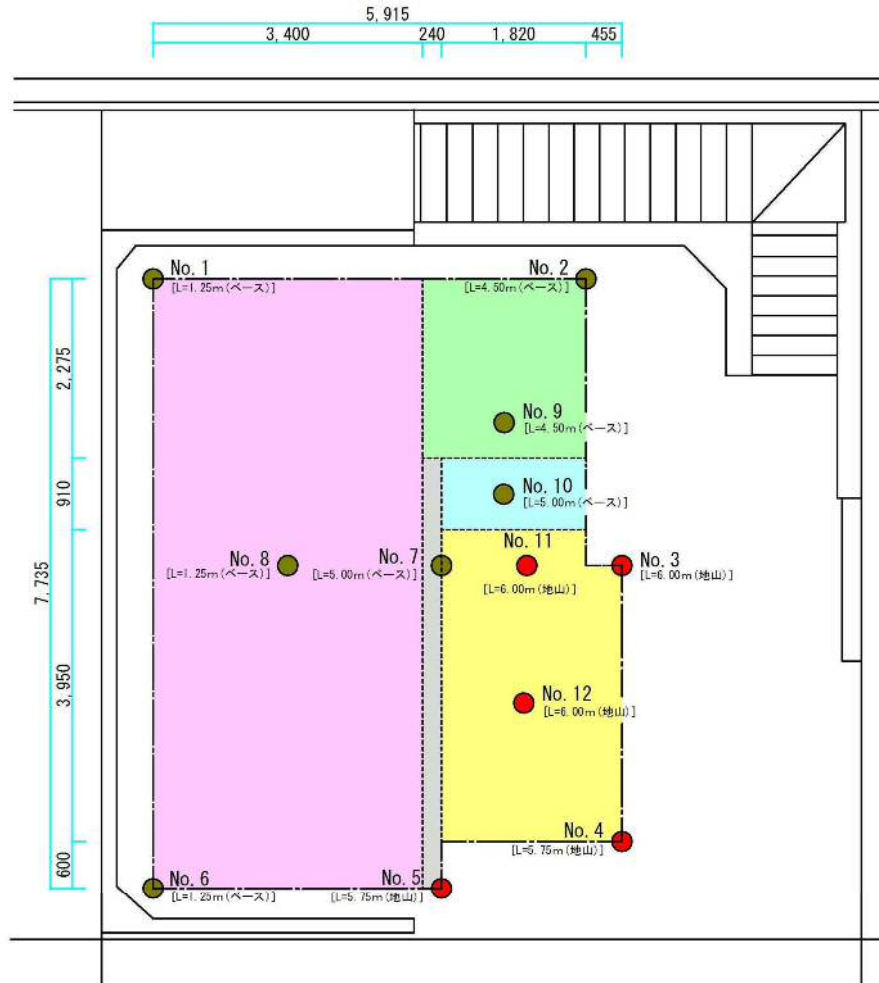 5,915
3,400 240 1,820 455
No. 1
[L=1.25m(ベース)]
No. 2
[L=4.50m(ベース)]
2,275
No. 9
[L=4.50m(ベース)]
910
No. 10
[L=5.00m(ベース)]
7,735
No. 8
[L=1.25m(ベース)]
No. 7
[L=5.00m(ベース)]
No. 11
[L=6.00m(地山)]
No. 3
[L=6.00m(地山)]
3,950
No. 12
[L=6.00m(地山)]
No. 4
[L=5.75m(地山)]
600
No. 6
[L=1.25m(ベース)]
No. 5
[L=5.75m(地山)]